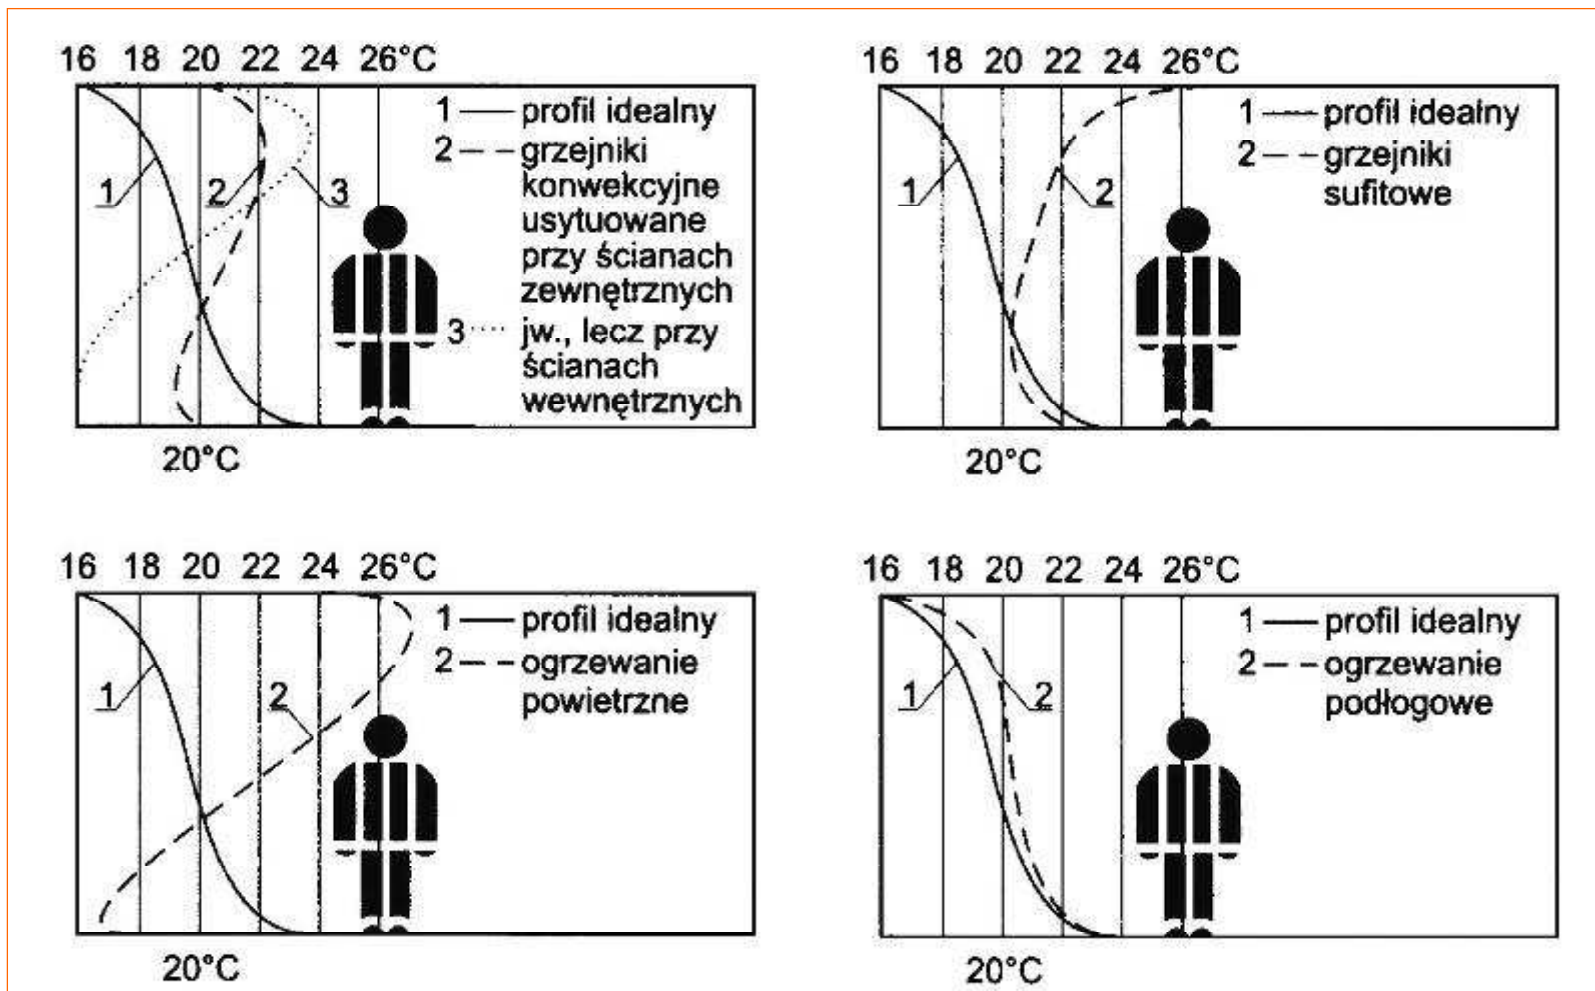 16 18 20 22 24 26°C
1 — profil idealny
2 – – grzejniki
konwekcyjne
usytuowane
przy ścianach
zewnętrznych
3 ···· jw., lecz przy
ścianach
wewnętrznych
1
2
3
20°C
16 18 20 22 24 26°C
1 — profil idealny
2 – – grzejniki
sufitowe
1
2
20°C
16 18 20 22 24 26°C
1 — profil idealny
2 – – ogrzewanie
powietrzne
1
2
20°C
16 18 20 22 24 26°C
1 — profil idealny
2 – – ogrzewanie
podłogowe
1
2
20°C